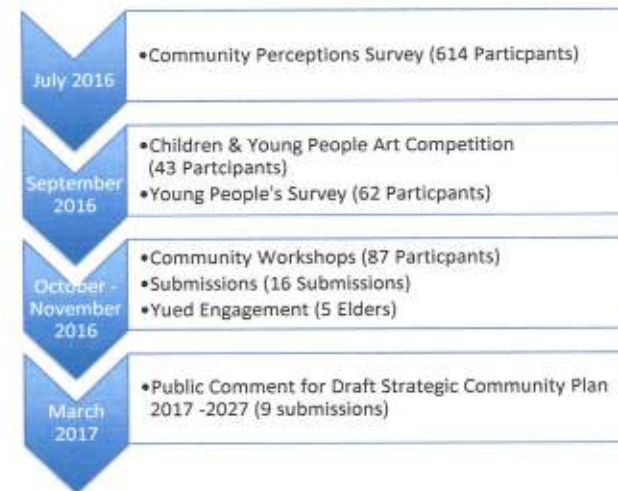 July 2016
•Community Perceptions Survey (614 Particpants)
September
2016
•Children & Young People Art Competition
(43 Partcipants)
•Young People's Survey (62 Particpants)
October -
November
2016
•Community Workshops (87 Particpants)
•Submissions (16 Submissions)
•Yued Engagement (5 Elders)
March
2017
•Public Comment for Draft Strategic Community Plan
2017 -2027 (9 submissions)